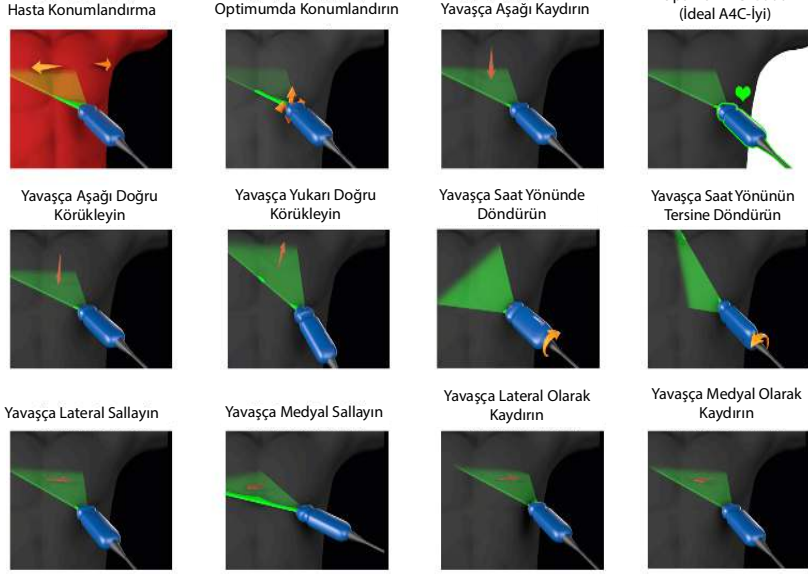 Hasta Konumlandırma
Optimumda Konumlandırın
Yavaşça Aşağı Kaydırın
(İdeal A4C-İyi)
Yavaşça Aşağı Doğru
Körükleyin
Yavaşça Yukarı Doğru
Körükleyin
Yavaşça Saat Yönünde
Döndürün
Yavaşça Saat Yönünün
Tersine Döndürün
Yavaşça Lateral Sallayın
Yavaşça Medyal Sallayın
Yavaşça Lateral Olarak
Kaydırın
Yavaşça Medyal Olarak
Kaydırın